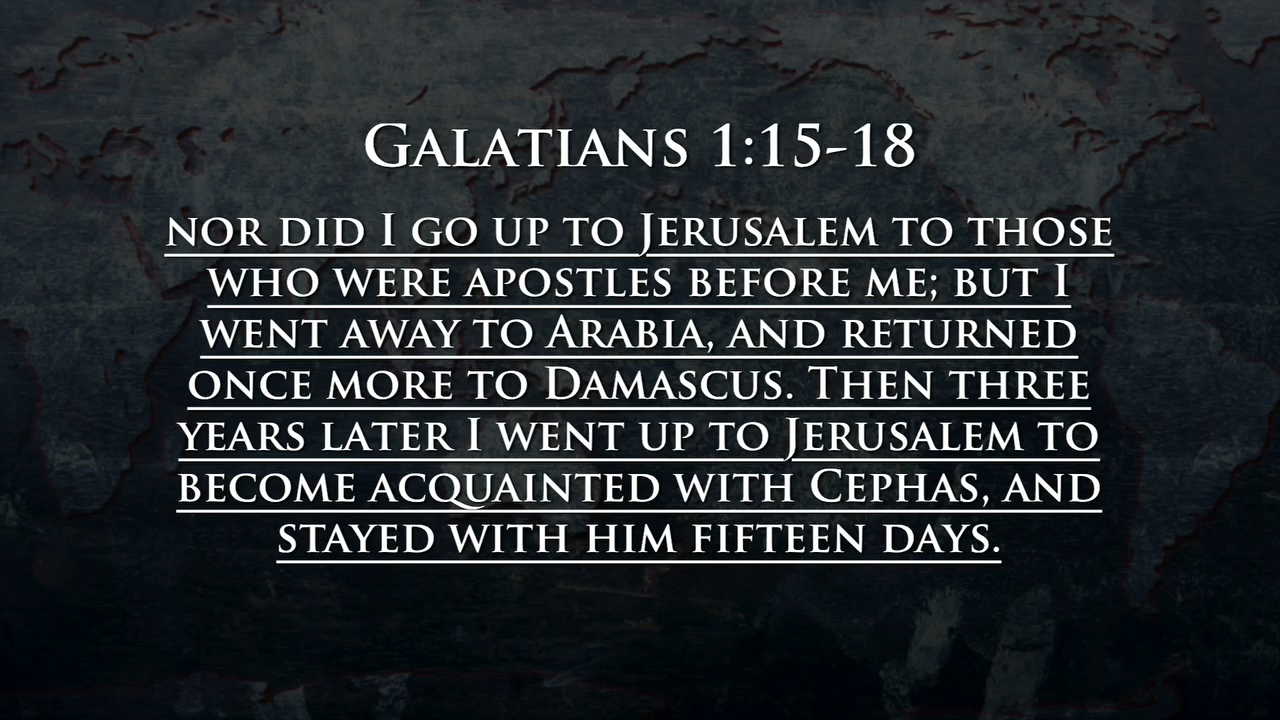 Galatians 1:15-18
nor did I go up to Jerusalem to those
who were apostles before me; but I
went away to Arabia, and returned
once more to Damascus. Then three
years later I went up to Jerusalem to
become acquainted with Cephas, and
stayed with him fifteen days.